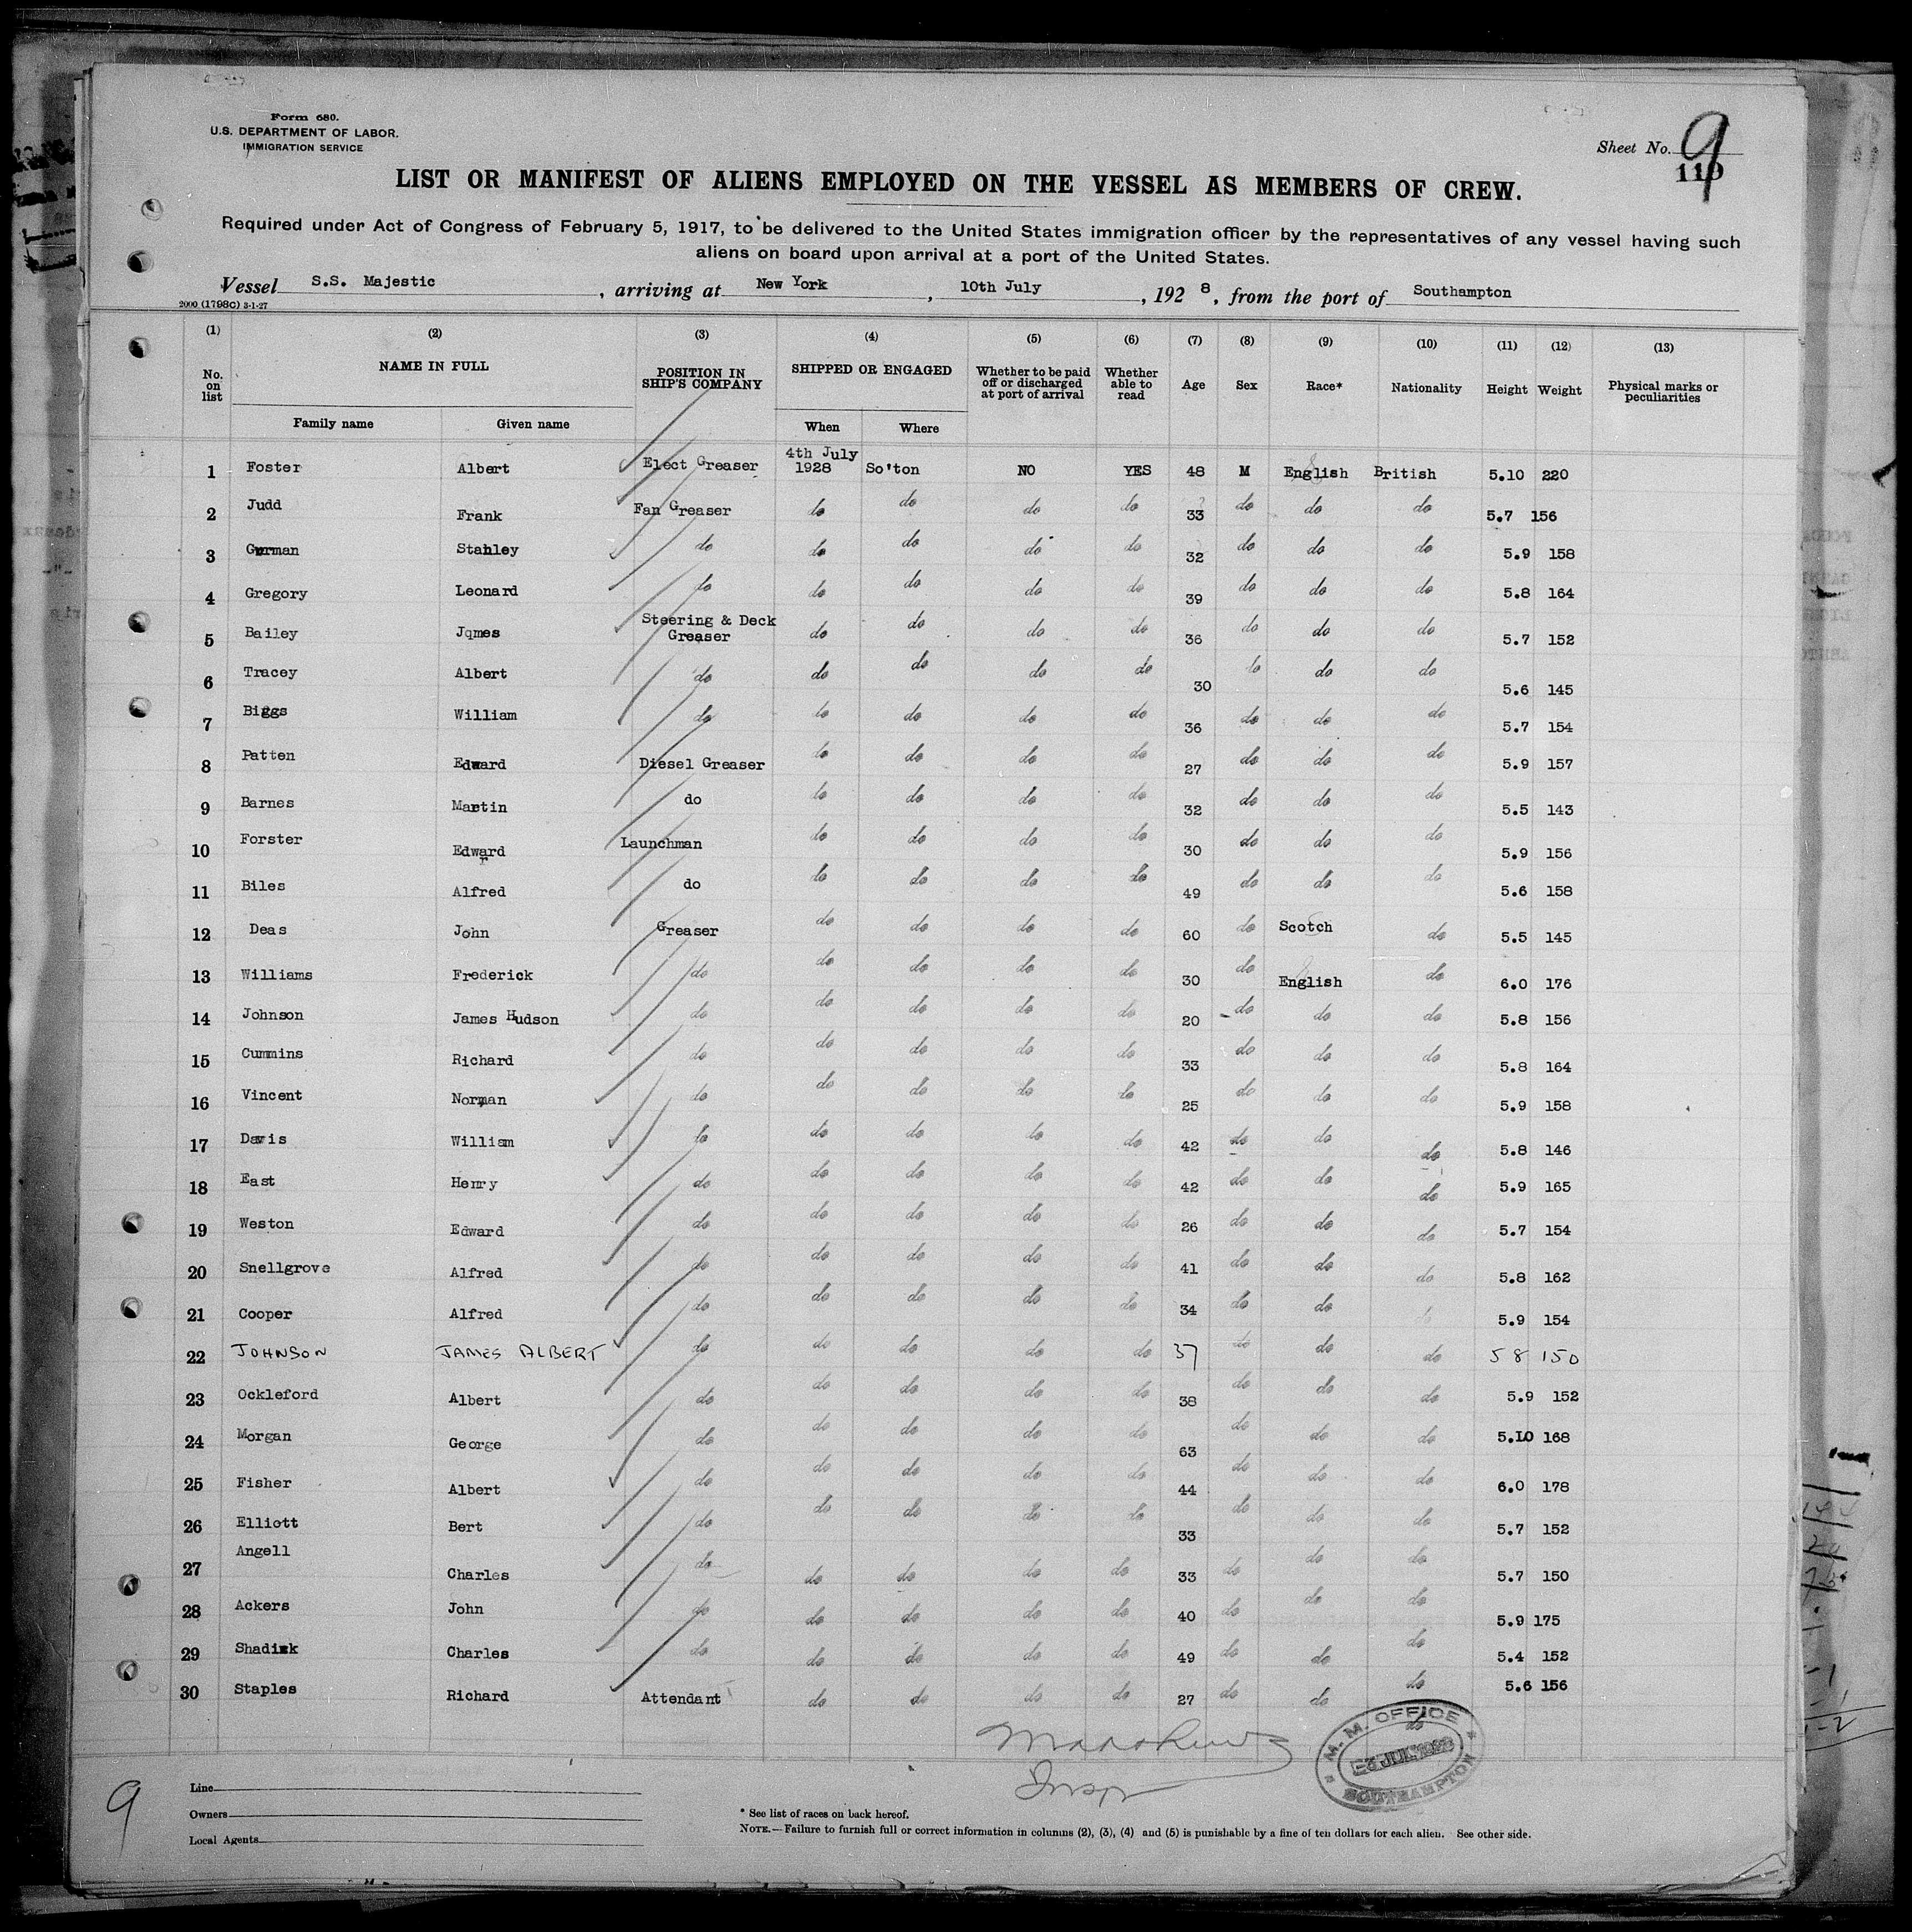 Form 680.
U.S. DEPARTMENT OF LABOR.
IMMIGRATION SERVICE
Sheet No. 9
LIST OR MANIFEST OF ALIENS EMPLOYED ON THE VESSEL AS MEMBERS OF CREW.
Required under Act of Congress of February 5, 1917, to be delivered to the United States immigration officer by the representatives of any vessel having such
aliens on board upon arrival at a port of the United States.
Vessel S.S. Majestic, arriving at New York, 10th July, 1928, from the port of Southampton
2000 (1798c) 3-1-27
(1) (2) (3) (4) (5) (6) (7) (8) (9) (10) (11) (12) (13)
No. on list NAME IN FULL POSITION IN SHIP'S COMPANY SHIPPED OR ENGAGED Whether to be paid off or discharged at port of arrival Whether able to read Age Sex Race* Nationality Height Weight Physical marks or peculiarities
Family name Given name When Where
1 Foster Albert Elect Greaser 4th July 1928 So'ton NO YES 48 M English British 5.10 220
2 Judd Frank Fan Greaser do do do do 33 do do do 5.7 156
3 Gurman Stanley do do do do do 32 do do do 5.9 158
4 Gregory Leonard do do do do do 39 do do do 5.8 164
5 Bailey Jqmes Steering & Deck Greaser do do do do 36 do do do 5.7 152
6 Tracey Albert do do do do do 30 do do do 5.6 145
7 Biggs William do do do do do 36 do do do 5.7 154
8 Patten Edward Diesel Greaser do do do do 27 do do do 5.9 157
9 Barnes Martin do do do do do 32 do do do 5.5 143
10 Forster Edward Launchman do do do do 30 do do do 5.9 156
11 Biles Alfred do do do do do 49 do do do 5.6 158
12 Deas John Greaser do do do do 60 do Scotch do 5.5 145
13 Williams Frederick do do do do do 30 do English do 6.0 176
14 Johnson James Hudson do do do do do 20 do do do 5.8 156
15 Cummins Richard do do do do do 33 do do do 5.8 164
16 Vincent Norman do do do do do 25 do do do 5.9 158
17 Davis William do do do do do 42 do do do 5.8 146
18 East Henry do do do do do 42 do do do 5.9 165
19 Weston Edward do do do do do 26 do do do 5.7 154
20 Snellgrove Alfred do do do do do 41 do do do 5.8 162
21 Cooper Alfred do do do do do 34 do do 5.9 154
22 JOHNSON JAMES ALBERT do do do do do 37 do do do 5 8 150
23 Ockleford Albert do do do do do 38 do do do 5.9 152
24 Morgan George do do do do do 63 do do do 5.10 168
25 Fisher Albert do do do do do 44 do do do 6.0 178
26 Elliott Bert do do do do do 33 do do do 5.7 152
27 Angell Charles do do do do do 33 do do do 5.7 150
28 Ackers John do do do do do 40 do do do 5.9 175
29 Shadick Charles do do do do do 49 do do do 5.4 152
30 Staples Richard Attendant do do do do 27 do do do 5.6 156
do
M. M. OFFICE
JUL 1928
SOUTHAMPTON
Insp
9
Line
Owners
Local Agents
* See list of races on back hereof.
NOTE.—Failure to furnish full or correct information in columns (2), (3), (4) and (5) is punishable by a fine of ten dollars for each alien. See other side.